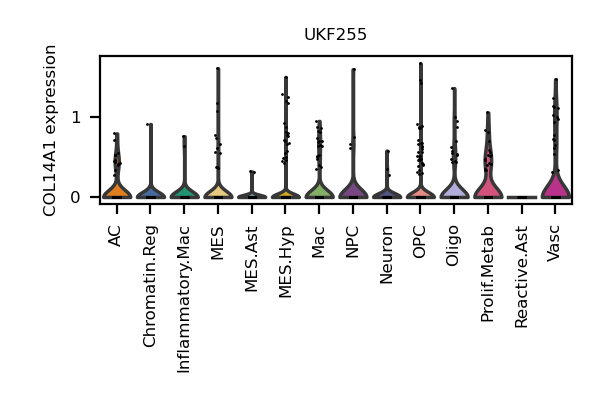 UKF255
COL14A1 expression
1
0
AC
Chromatin.Reg
Inflammatory.Mac
MES
MES.Ast
MES.Hyp
Mac
NPC
Neuron
OPC
Oligo
Prolif.Metab
Reactive.Ast
Vasc